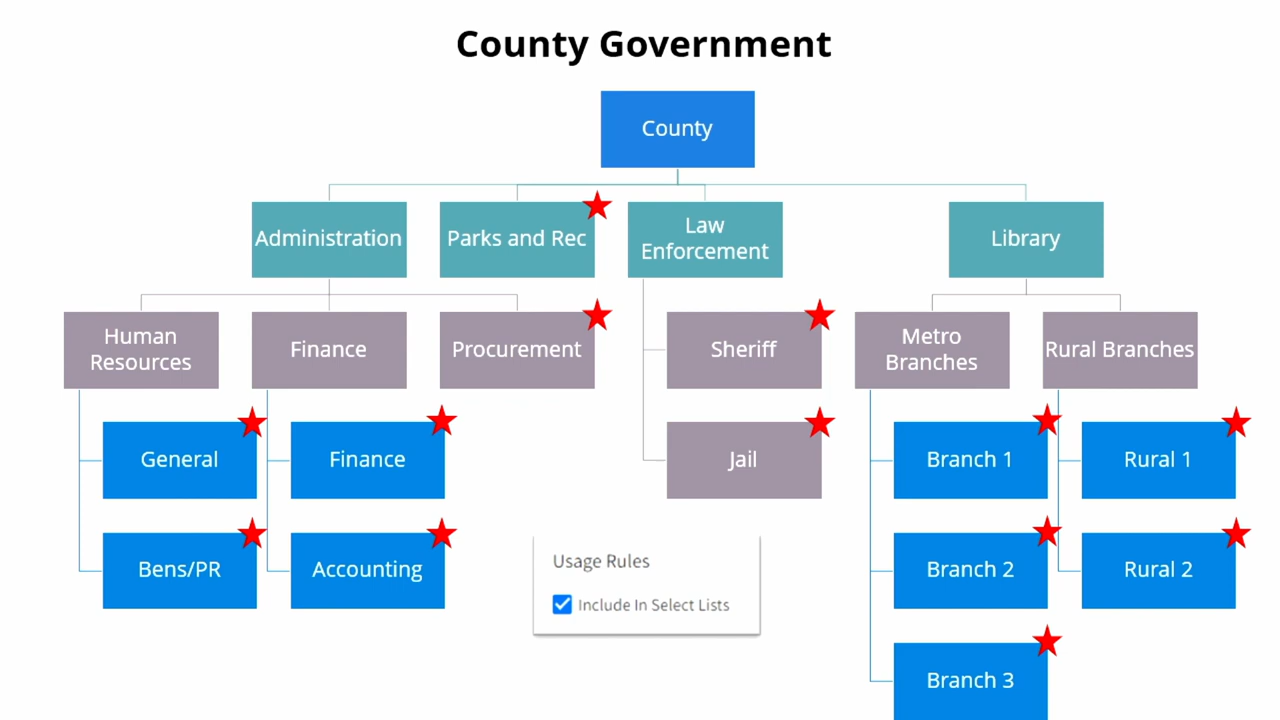 County Government
County
Administration
Parks and Rec
Law
Enforcement
Library
Human
Resources
Finance
Procurement
Sheriff
Metro
Branches
Rural Branches
General
Finance
Jail
Branch 1
Rural 1
Bens/PR
Accounting
Branch 2
Rural 2
Usage Rules
Include In Select Lists
Branch 3